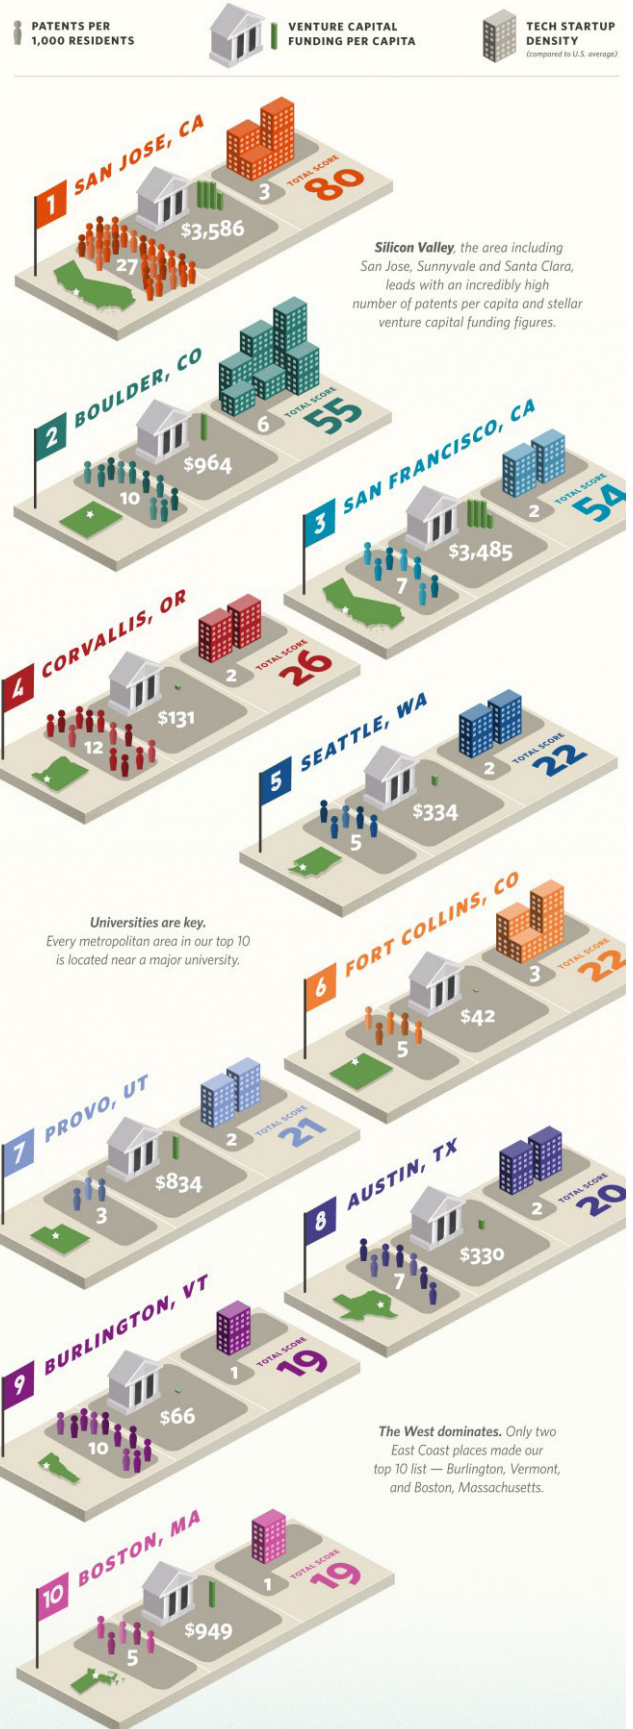 PATENTS PER
1,000 RESIDENTS
VENTURE CAPITAL
FUNDING PER CAPITA
TECH STARTUP
DENSITY
(compared to U.S. average)
1 SAN JOSE, CA
27
$3,586
3
TOTAL SCORE
80
Silicon Valley, the area including
San Jose, Sunnyvale and Santa Clara,
leads with an incredibly high
number of patents per capita and stellar
venture capital funding figures.
2 BOULDER, CO
10
$964
6
TOTAL SCORE
55
3 SAN FRANCISCO, CA
7
$3,485
2
TOTAL SCORE
54
4 CORVALLIS, OR
12
$131
2
TOTAL SCORE
26
5 SEATTLE, WA
5
$334
2
TOTAL SCORE
22
Universities are key.
Every metropolitan area in our top 10
is located near a major university.
6 FORT COLLINS, CO
5
$42
3
TOTAL SCORE
22
7 PROVO, UT
3
$834
2
TOTAL SCORE
21
8 AUSTIN, TX
7
$330
2
TOTAL SCORE
20
9 BURLINGTON, VT
10
$66
1
TOTAL SCORE
19
The West dominates. Only two
East Coast places made our
top 10 list — Burlington, Vermont,
and Boston, Massachusetts.
10 BOSTON, MA
5
$949
1
TOTAL SCORE
19